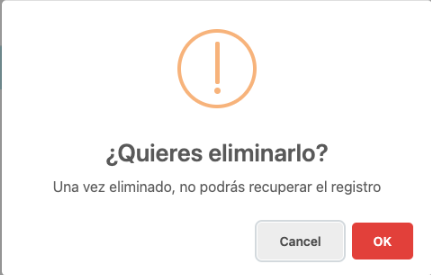 ¿Quieres eliminarlo?
Una vez eliminado, no podrás recuperar el registro
Cancel
OK